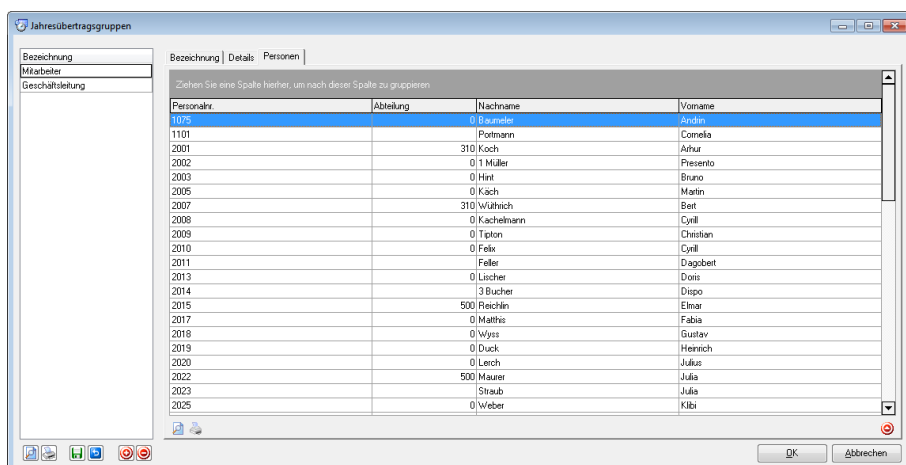 Jahresübertragsgruppen
Bezeichnung
Mitarbeiter
Geschäftsleitung
Bezeichnung Details Personen
Ziehen Sie eine Spalte hierher, um nach dieser Spalte zu gruppieren
Personalnr. Abteilung Nachname Vorname
1075 0 Baumeler Andrin
1101 Portmann Cornelia
2001 310 Koch Arhur
2002 0 1 Müller Presento
2003 0 Hint Bruno
2005 0 Käch Martin
2007 310 Wüthrich Bert
2008 0 Kachelmann Cyrill
2009 0 Tipton Christian
2010 0 Felix Cyrill
2011 Feller Dagobert
2013 0 Lischer Doris
2014 3 Bucher Dispo
2015 500 Reichlin Elmar
2017 0 Matthis Fabia
2018 0 Wyss Gustav
2019 0 Duck Heinrich
2020 0 Lerch Julius
2022 500 Maurer Julia
2023 Straub Julia
2025 0 Weber Klibi
OK Abbrechen